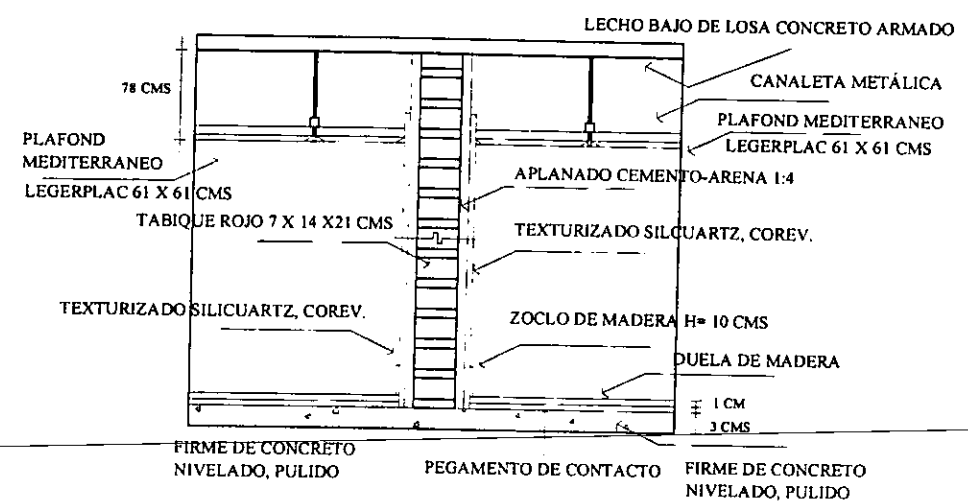 LECHO BAJO DE LOSA CONCRETO ARMADO
CANALETA METÁLICA
78 CMS
PLAFOND MEDITERRANEO
LEGERPLAC 61 X 61 CMS
PLAFOND
MEDITERRANEO
LEGERPLAC 61 X 61 CMS
APLANADO CEMENTO-ARENA 1:4
TABIQUE ROJO 7 X 14 X21 CMS
TEXTURIZADO SILCUARTZ, COREV.
TEXTURIZADO SILICUARTZ, COREV.
ZOCLO DE MADERA H= 10 CMS
DUELA DE MADERA
1 CM
3 CMS
FIRME DE CONCRETO
NIVELADO, PULIDO
PEGAMENTO DE CONTACTO
FIRME DE CONCRETO
NIVELADO, PULIDO